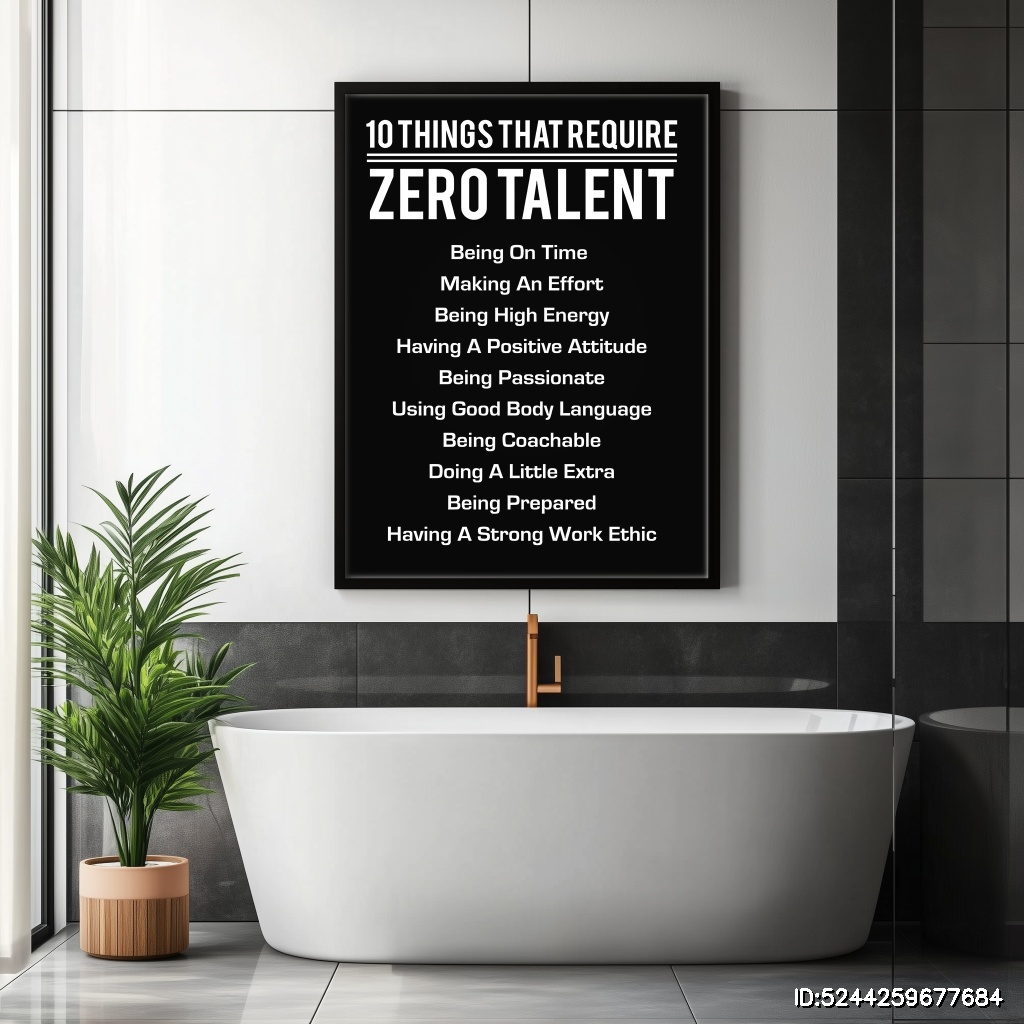 10 THINGS THAT REQUIRE
ZERO TALENT
Being On Time
Making An Effort
Being High Energy
Having A Positive Attitude
Being Passionate
Using Good Body Language
Being Coachable
Doing A Little Extra
Being Prepared
Having A Strong Work Ethic
ID:5244259677684